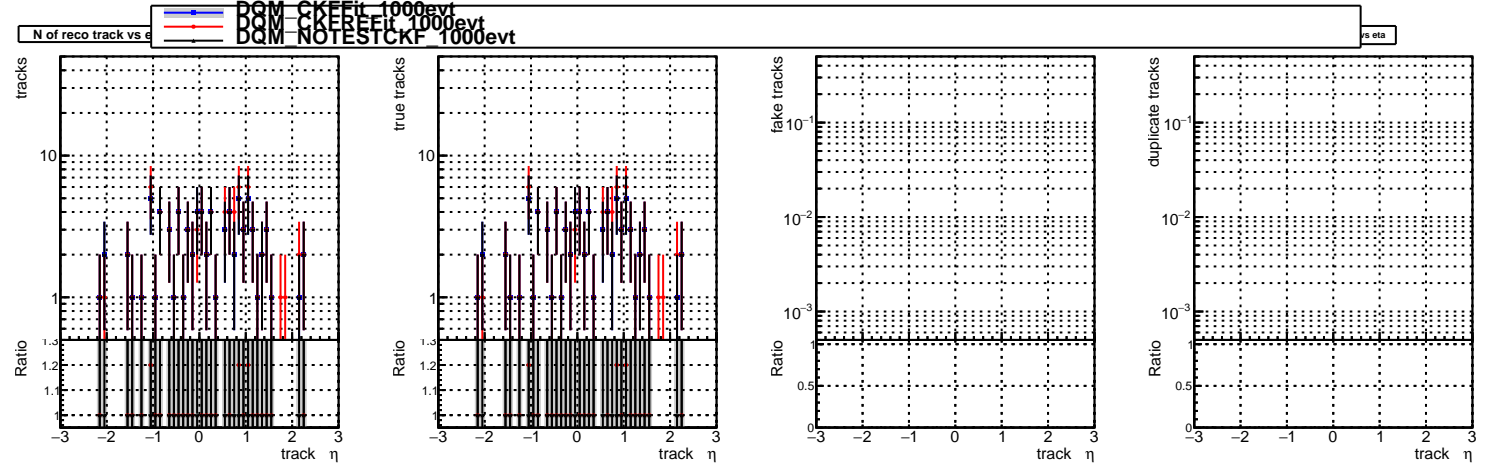 DQM_CKFFit_1000evt
DQM_CKFREFit_1000evt
DQM_NOTESTCKF_1000evt
N of reco track vs e
vs eta
tracks
10
1
Ratio
1.3
1.2
1.1
1
−3 −2 −1 0 1 2 3
track η
true tracks
10
1
Ratio
1.3
1.2
1.1
1
−3 −2 −1 0 1 2 3
track η
fake tracks
10⁻¹
10⁻²
10⁻³
Ratio
1
0.5
0
−3 −2 −1 0 1 2 3
track η
duplicate tracks
10⁻¹
10⁻²
10⁻³
Ratio
1
0.5
0
−3 −2 −1 0 1 2 3
track η